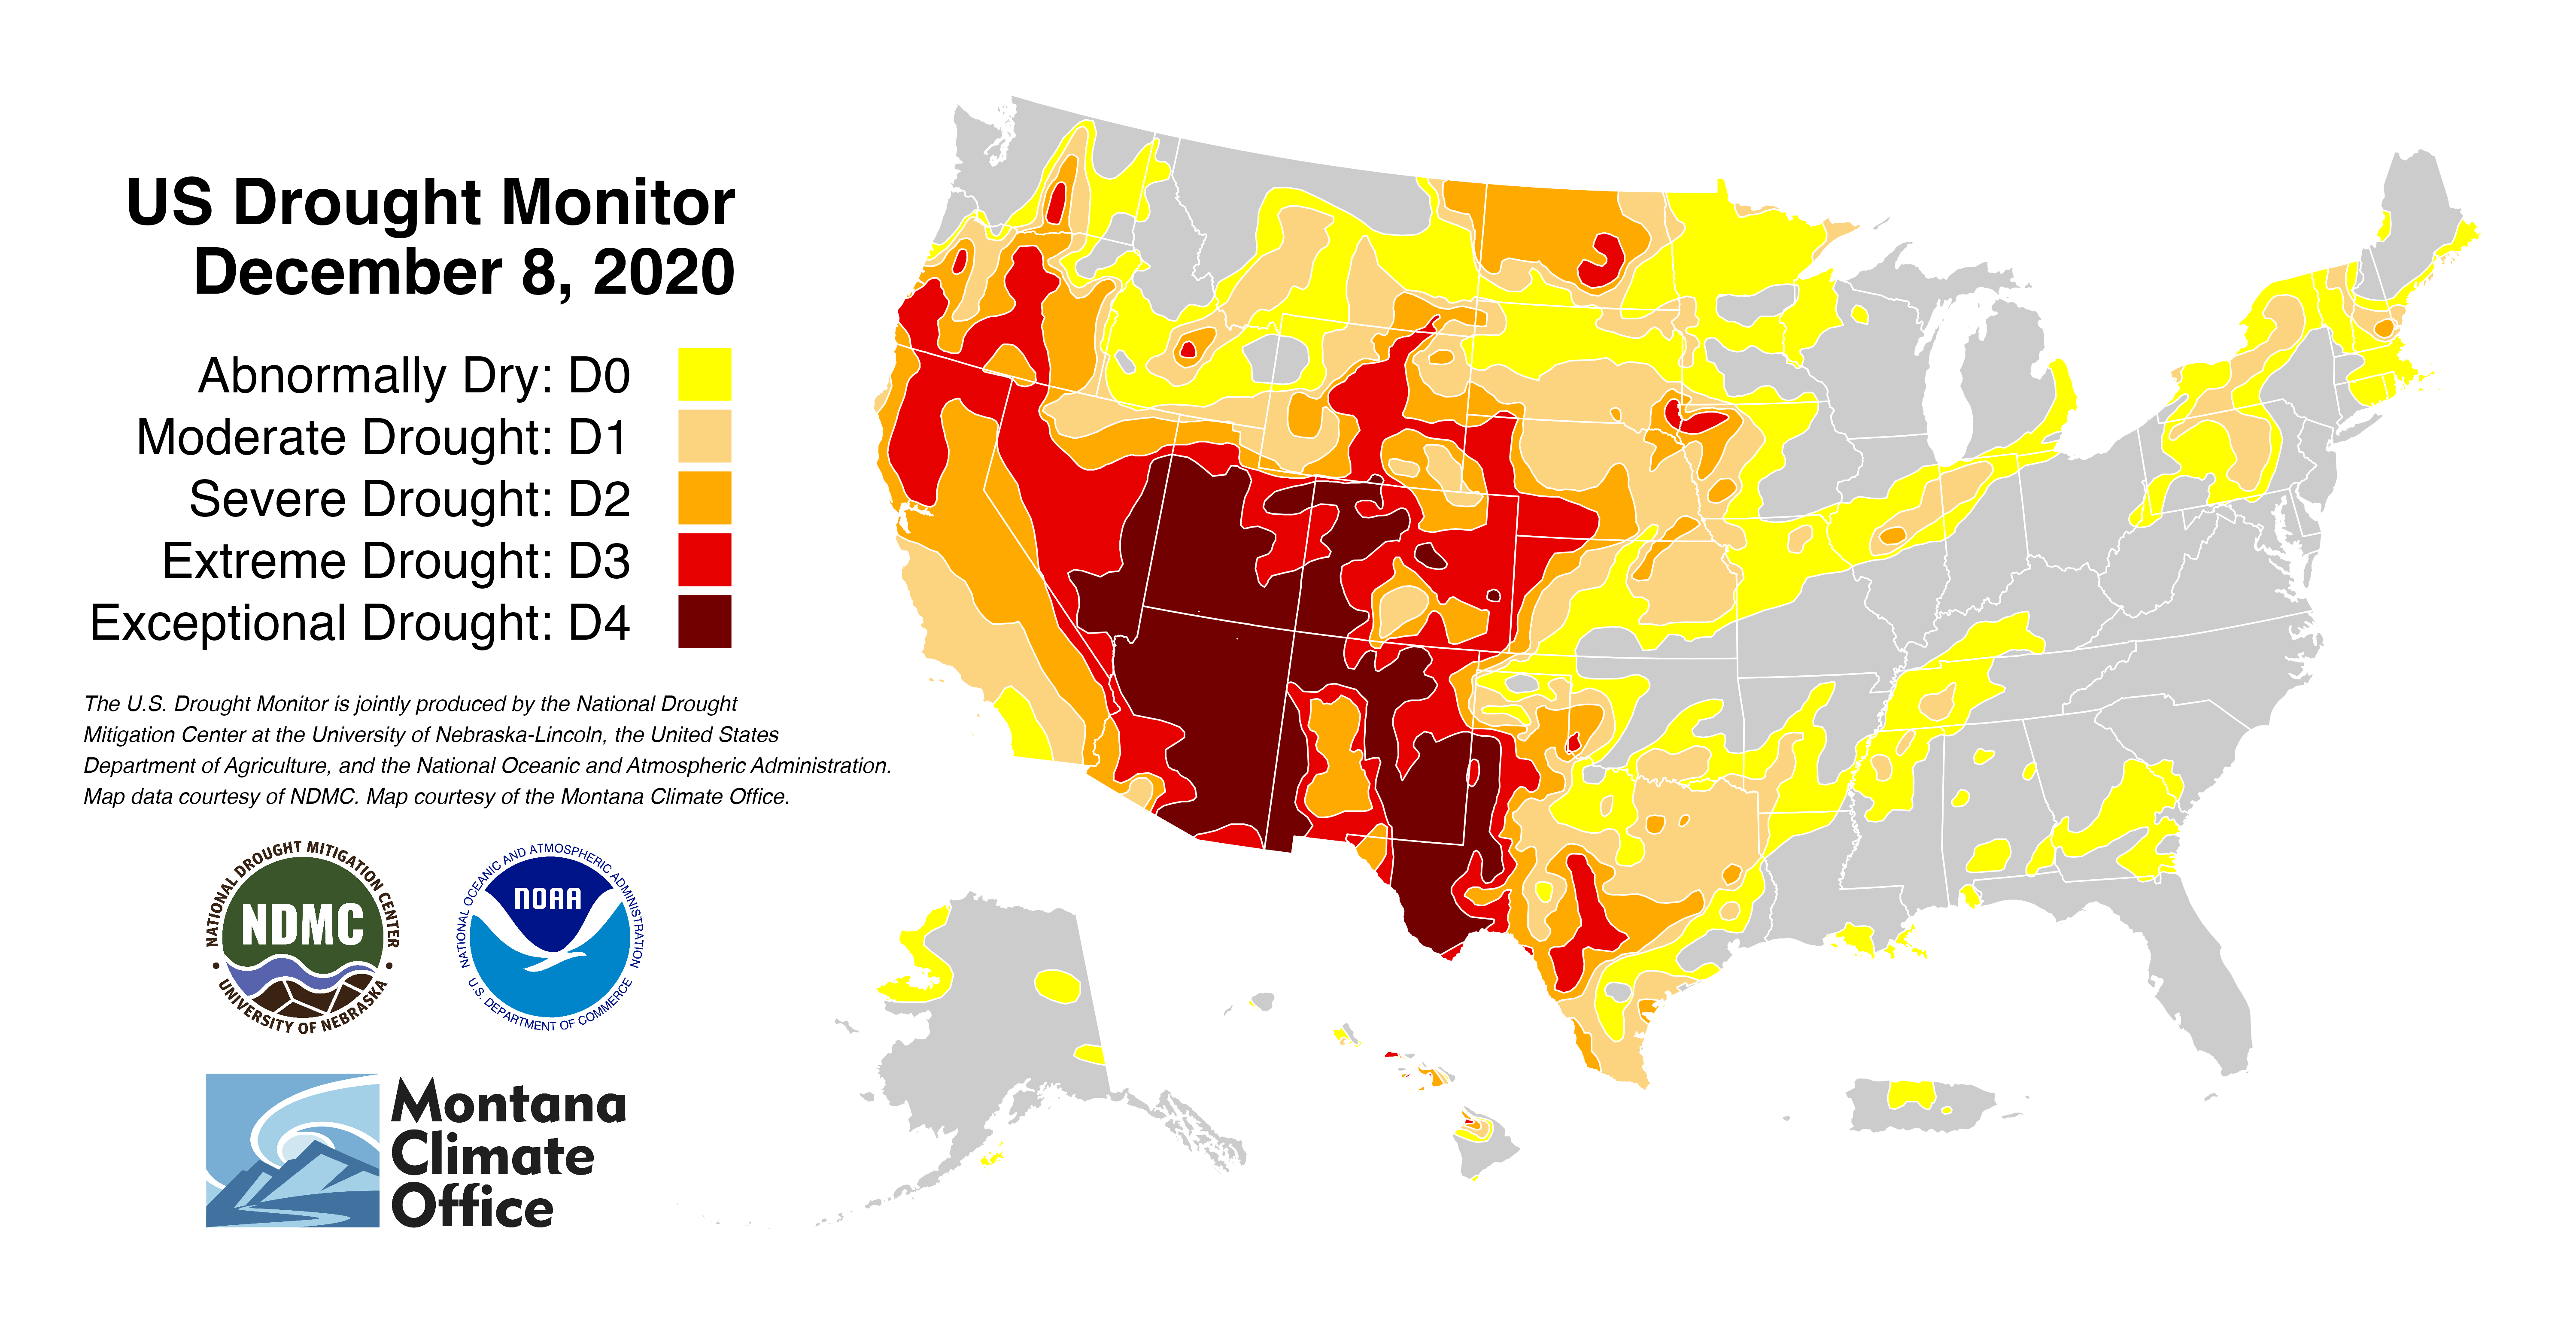 US Drought Monitor
December 8, 2020
Abnormally Dry: D0
Moderate Drought: D1
Severe Drought: D2
Extreme Drought: D3
Exceptional Drought: D4
The U.S. Drought Monitor is jointly produced by the National Drought
Mitigation Center at the University of Nebraska-Lincoln, the United States
Department of Agriculture, and the National Oceanic and Atmospheric Administration.
Map data courtesy of NDMC. Map courtesy of the Montana Climate Office.
NATIONAL DROUGHT MITIGATION CENTER
NDMC
• UNIVERSITY OF NEBRASKA •
NATIONAL OCEANIC AND ATMOSPHERIC ADMINISTRATION
NOAA
U.S. DEPARTMENT OF COMMERCE
Montana
Climate
Office